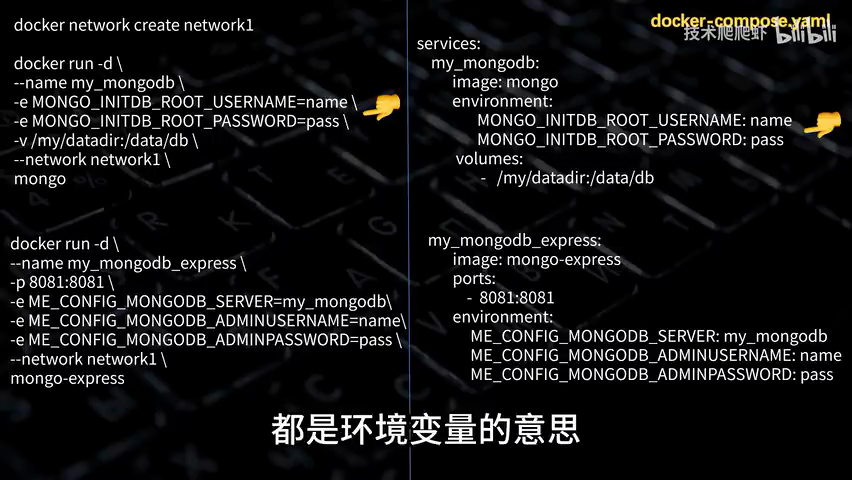 docker network create network1
docker run -d \
--name my_mongodb \
-e MONGO_INITDB_ROOT_USERNAME=name \
-e MONGO_INITDB_ROOT_PASSWORD=pass \
-v /my/datadir:/data/db \
--network network1 \
mongo
docker run -d \
--name my_mongodb_express \
-p 8081:8081 \
-e ME_CONFIG_MONGODB_SERVER=my_mongodb\
-e ME_CONFIG_MONGODB_ADMINUSERNAME=name\
-e ME_CONFIG_MONGODB_ADMINPASSWORD=pass \
--network network1 \
mongo-express
docker-compose.yaml
技术爬爬虾 bilibili
services:
my_mongodb:
image: mongo
environment:
MONGO_INITDB_ROOT_USERNAME: name
MONGO_INITDB_ROOT_PASSWORD: pass
volumes:
- /my/datadir:/data/db
my_mongodb_express:
image: mongo-express
ports:
- 8081:8081
environment:
ME_CONFIG_MONGODB_SERVER: my_mongodb
ME_CONFIG_MONGODB_ADMINUSERNAME: name
ME_CONFIG_MONGODB_ADMINPASSWORD: pass
都是环境变量的意思